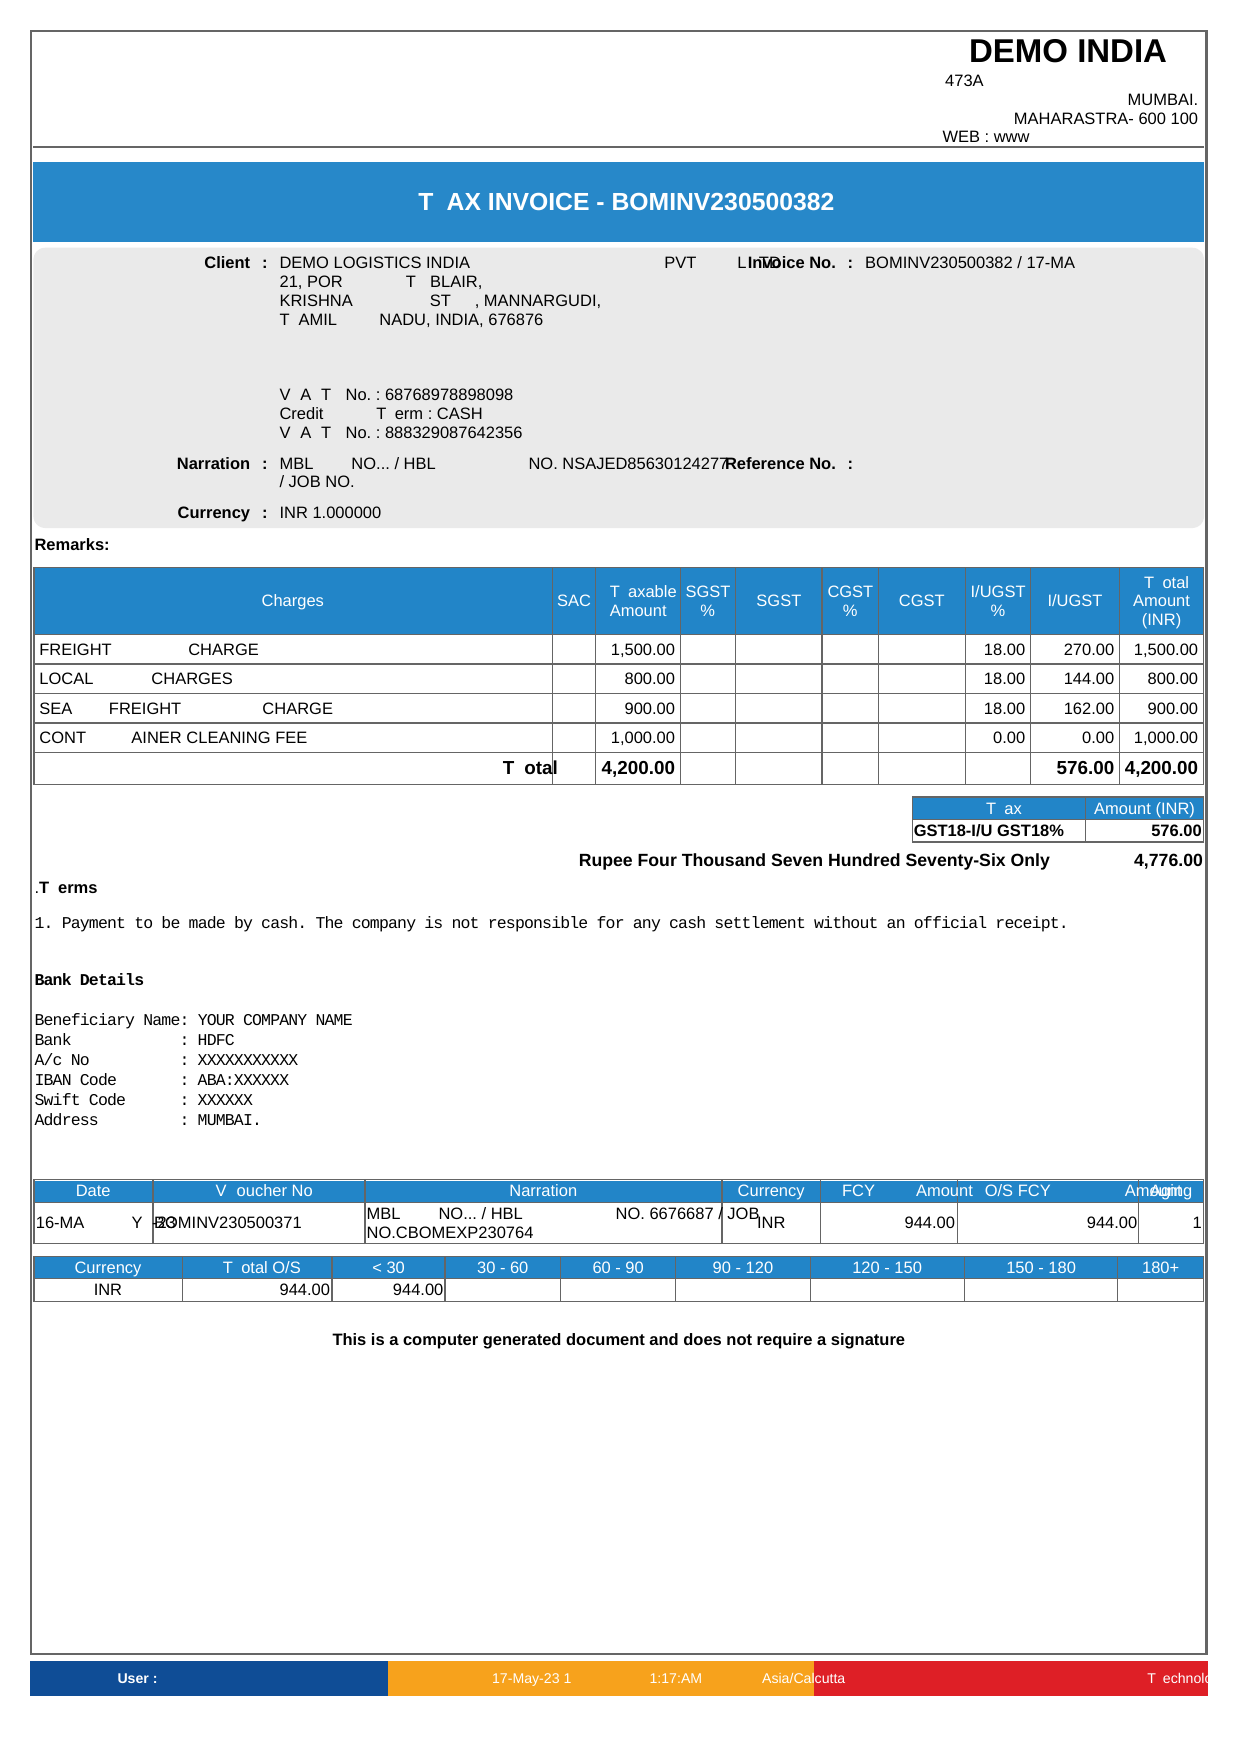 DEMO INDIA
473A
MUMBAI.
MAHARASTRA- 600 100
WEB : www
T AX INVOICE - BOMINV230500382
Client : DEMO LOGISTICS INDIA PVT LTD Invoice No. : BOMINV230500382 / 17-MA
21, POR T BLAIR,
KRISHNA ST , MANNARGUDI,
T AMIL NADU, INDIA, 676876
V A T No. : 68768978898098
Credit T erm : CASH
V A T No. : 888329087642356
Narration : MBL NO... / HBL NO. NSAJED85630124277 Reference No. :
/ JOB NO.
Currency : INR 1.000000
Remarks:
Charges SAC T axable Amount SGST % SGST CGST % CGST I/UGST % I/UGST T otal Amount (INR)
FREIGHT CHARGE 1,500.00 18.00 270.00 1,500.00
LOCAL CHARGES 800.00 18.00 144.00 800.00
SEA FREIGHT CHARGE 900.00 18.00 162.00 900.00
CONT AINER CLEANING FEE 1,000.00 0.00 0.00 1,000.00
T otal 4,200.00 576.00 4,200.00
T ax Amount (INR)
GST18-I/U GST18% 576.00
Rupee Four Thousand Seven Hundred Seventy-Six Only 4,776.00
.T erms
1. Payment to be made by cash. The company is not responsible for any cash settlement without an official receipt.
Bank Details
Beneficiary Name: YOUR COMPANY NAME
Bank : HDFC
A/c No : XXXXXXXXXXX
IBAN Code : ABA:XXXXXX
Swift Code : XXXXXX
Address : MUMBAI.
Date V oucher No Narration Currency FCY Amount O/S FCY Amount Aging
16-MA Y -23 BOMINV230500371 MBL NO... / HBL NO. 6676687 / JOB INR 944.00 944.00 1
NO.CBOMEXP230764
Currency T otal O/S < 30 30 - 60 60 - 90 90 - 120 120 - 150 150 - 180 180+
INR 944.00 944.00
This is a computer generated document and does not require a signature
User : 17-May-23 1 1:17:AM Asia/Calcutta T echnolo